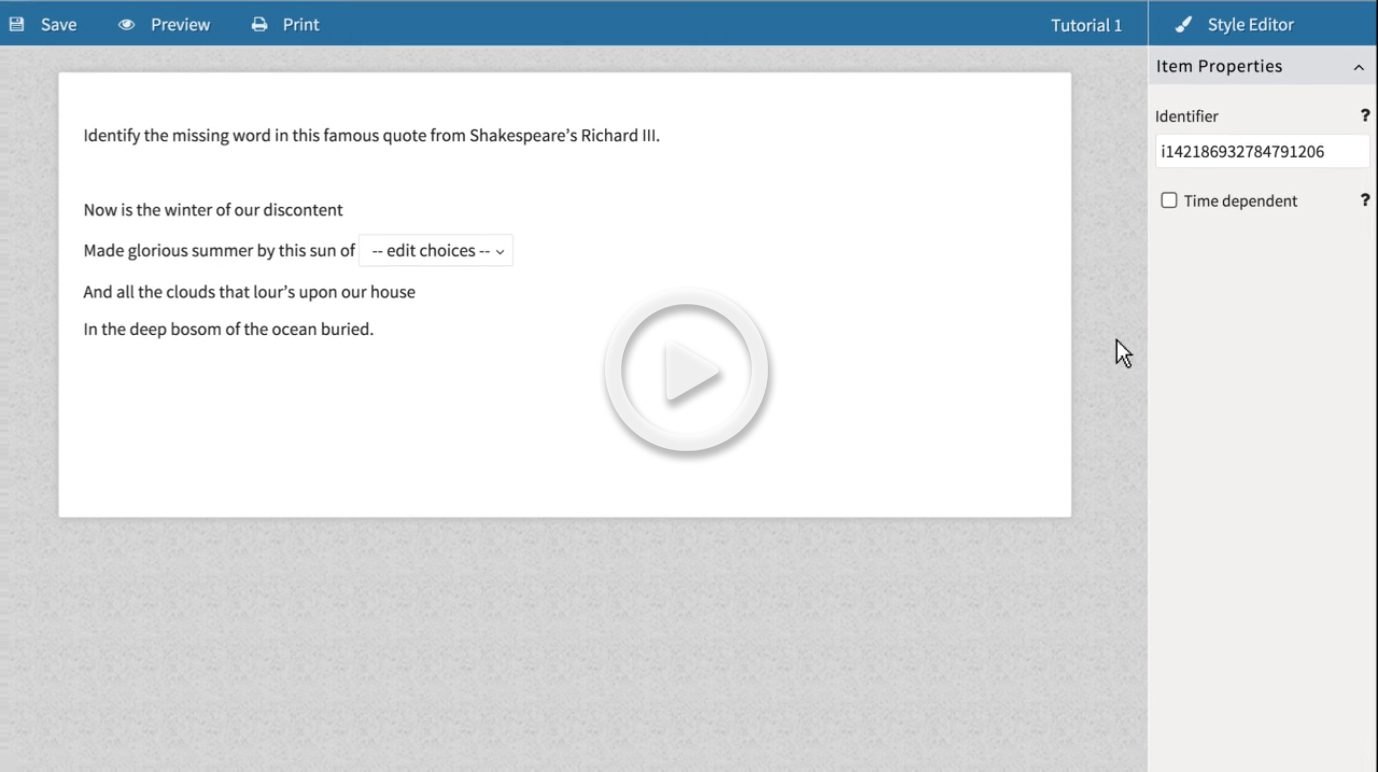 Save Preview Print Tutorial 1 Style Editor
Item Properties
Identify the missing word in this famous quote from Shakespeare’s Richard III.
Now is the winter of our discontent
Made glorious summer by this sun of -- edit choices --
And all the clouds that lour’s upon our house
In the deep bosom of the ocean buried.
Identifier ?
i142186932784791206
Time dependent ?